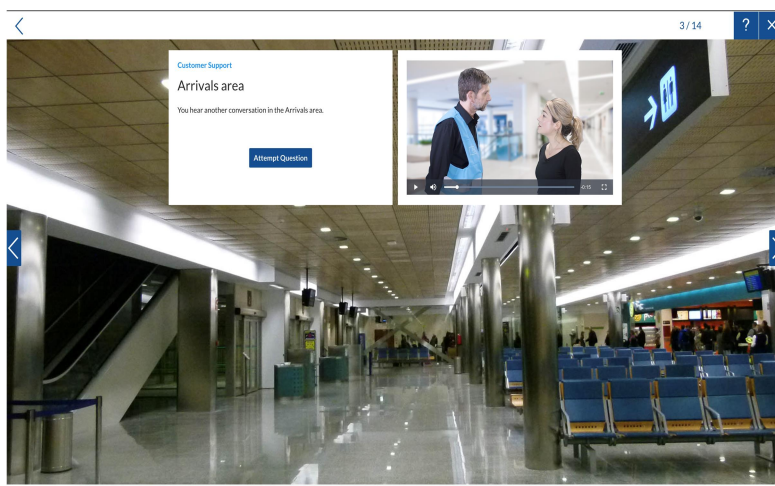 3 / 14
?
Customer Support
Arrivals area
You hear another conversation in the Arrivals area.
Attempt Question
-0:15